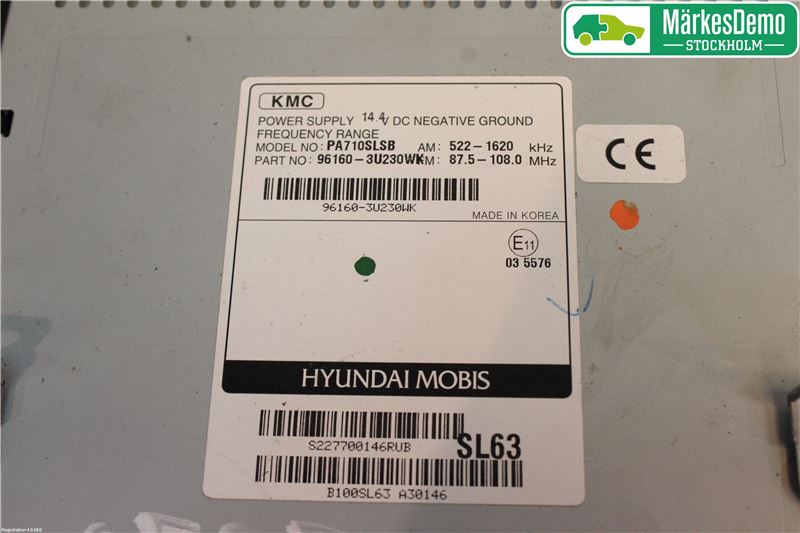 MärkesDemo
STOCKHOLM
KMC
POWER SUPPLY 14.4V DC NEGATIVE GROUND
FREQUENCY RANGE
MODEL NO: PA710SLSB AM: 522-1620 kHz
PART NO: 96160-3U230WK FM: 87.5-108.0 MHz
96160-3U230WK
MADE IN KOREA
CE
E11
03 5576
HYUNDAI MOBIS
S227700146RUB
SL63
B100SL63 A30146